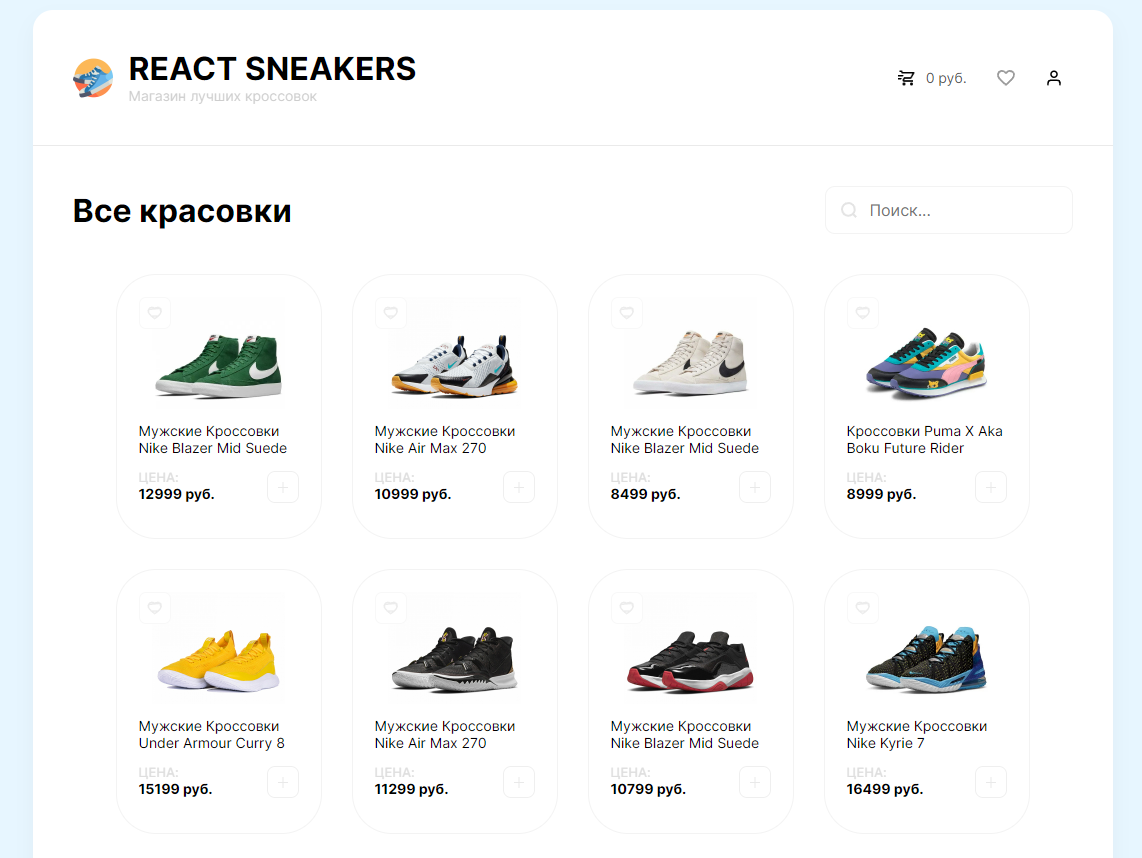 REACT SNEAKERS
Магазин лучших кроссовок
0 руб.
Все красовки
Поиск...
Мужские Кроссовки
Nike Blazer Mid Suede
ЦЕНА:
12999 руб.
Мужские Кроссовки
Nike Air Max 270
ЦЕНА:
10999 руб.
Мужские Кроссовки
Nike Blazer Mid Suede
ЦЕНА:
8499 руб.
Кроссовки Puma X Aka
Boku Future Rider
ЦЕНА:
8999 руб.
Мужские Кроссовки
Under Armour Curry 8
ЦЕНА:
15199 руб.
Мужские Кроссовки
Nike Air Max 270
ЦЕНА:
11299 руб.
Мужские Кроссовки
Nike Blazer Mid Suede
ЦЕНА:
10799 руб.
Мужские Кроссовки
Nike Kyrie 7
ЦЕНА:
16499 руб.